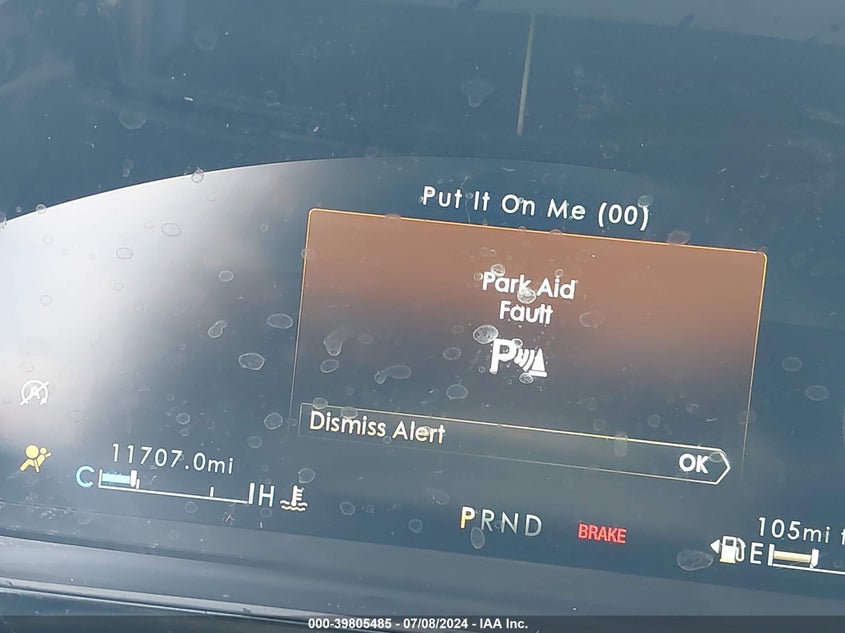 Put It On Me (00)
Park Aid
Fault
P
Dismiss Alert
OK
11707.0mi
C H
PRND
BRAKE
105mi t
E
000-39805485 - 07/08/2024 - IAA Inc.